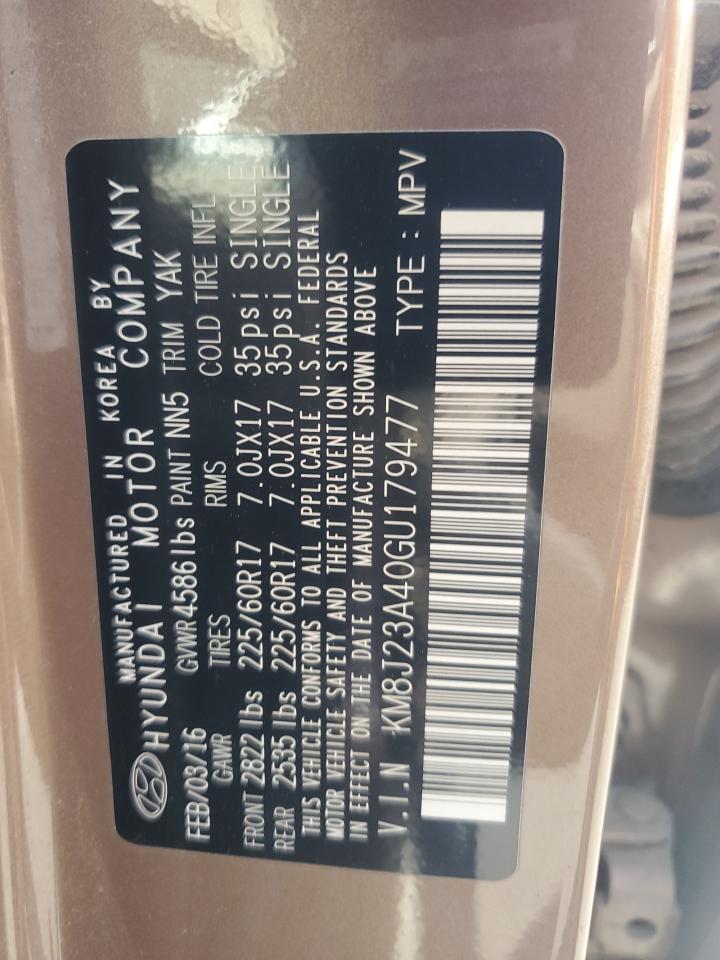 MANUFACTURED IN KOREA BY
HYUNDAI MOTOR COMPANY
FEB/03/16 GVWR 4586 lbs PAINT NN5 TRIM YAK
GAWR TIRES RIMS COLD TIRE INFL
FRONT 2822 lbs 225/60R17 7.0JX17 35psi SINGLE
REAR 2535 lbs 225/60R17 7.0JX17 35psi SINGLE
THIS VEHICLE CONFORMS TO ALL APPLICABLE U.S.A. FEDERAL
MOTOR VEHICLE SAFETY AND THEFT PREVENTION STANDARDS
IN EFFECT ON THE DATE OF MANUFACTURE SHOWN ABOVE
V.I.N KM8J23A40GU179477 TYPE : MPV